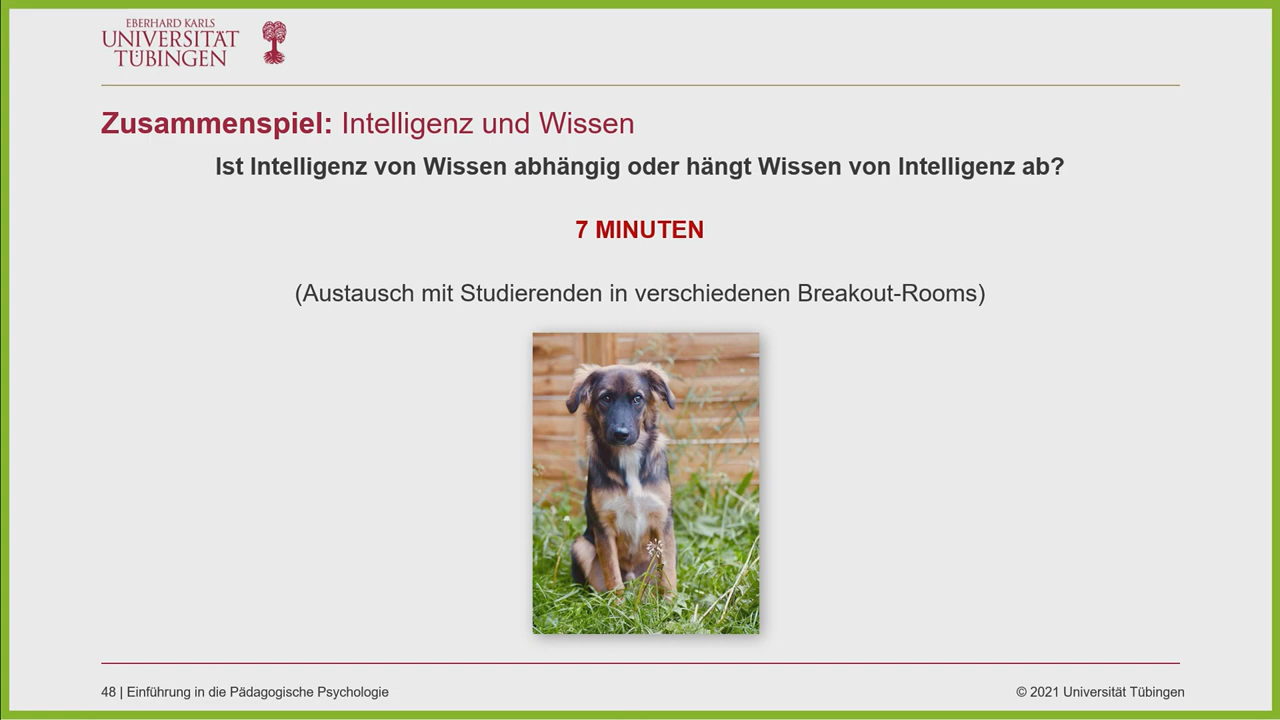 EBERHARD KARLS
UNIVERSITÄT
TÜBINGEN
Zusammenspiel: Intelligenz und Wissen
Ist Intelligenz von Wissen abhängig oder hängt Wissen von Intelligenz ab?
7 MINUTEN
(Austausch mit Studierenden in verschiedenen Breakout-Rooms)
48 | Einführung in die Pädagogische Psychologie
© 2021 Universität Tübingen